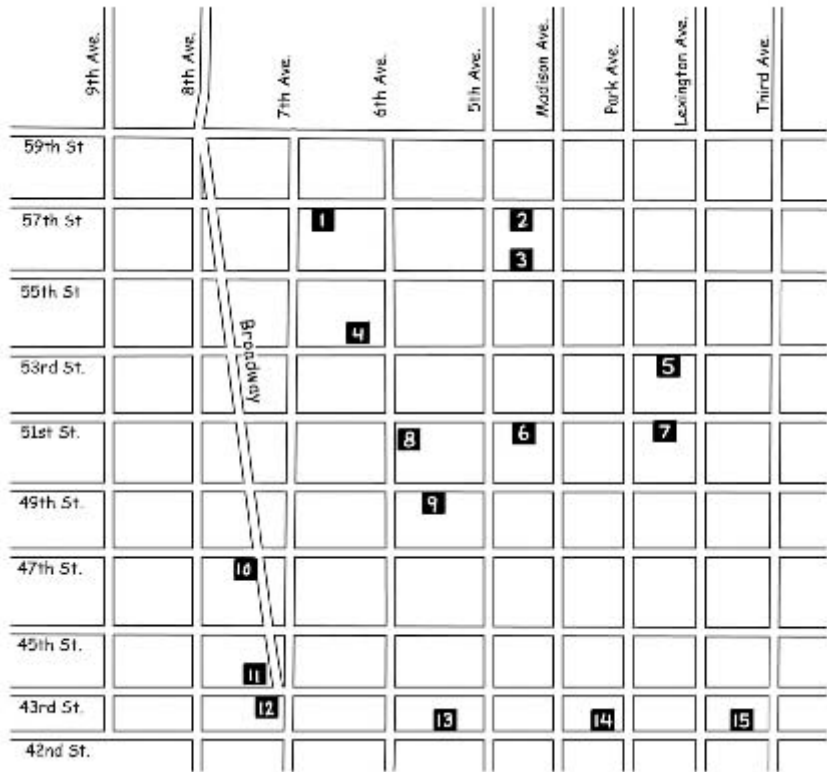 9th Ave.
8th Ave.
7th Ave.
6th Ave.
5th Ave.
Madison Ave.
Park Ave.
Lexington Ave.
Third Ave.
59th St
57th St
1
2
3
55th St
Broadway
4
53rd St.
5
51st St.
8
6
7
49th St.
9
47th St.
10
45th St.
11
43rd St.
12
13
14
15
42nd St.